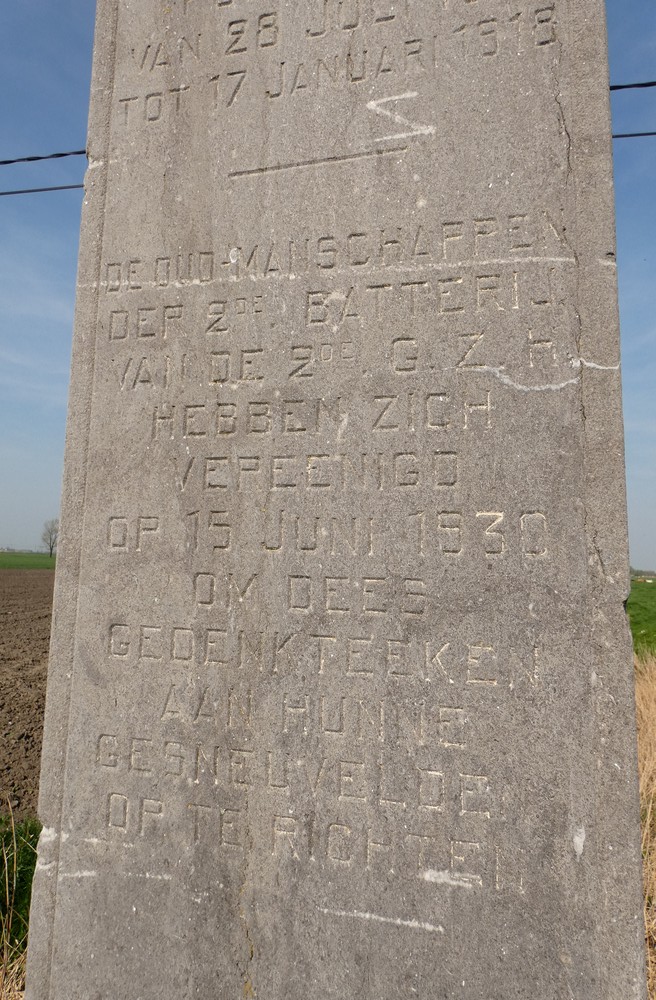 VAN 28 JULI
TOT 17 JANUARI 1918
DE OUD-MANSCHAPPEN
DER 2DE BATTERIJ
VAN DE 2DE G. Z. H.
HEBBEN ZICH
VEREENIGD
OP 15 JUNI 1930
OM DEES
GEDENKTEEKEN
AAN HUNNE
GESNEUVELDEN
OP TE RICHTEN